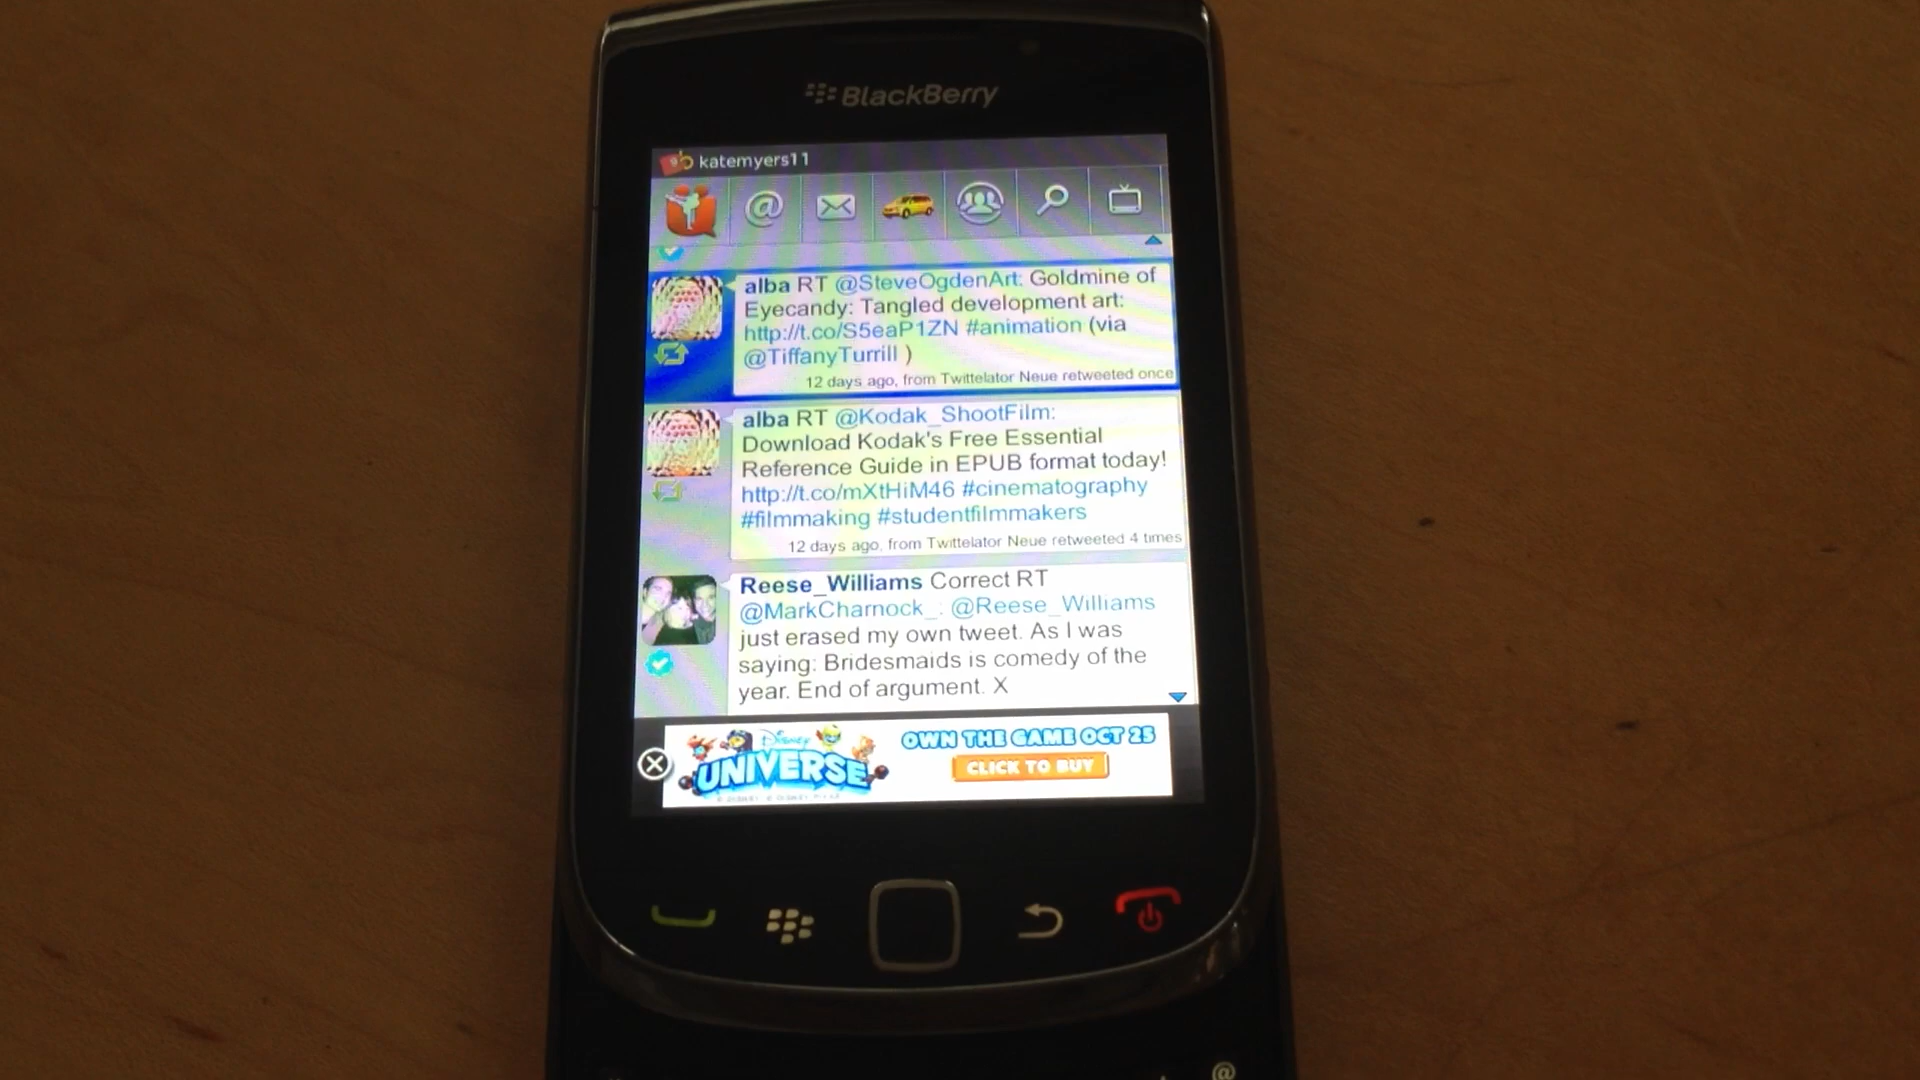 BlackBerry
katemyers11
alba RT @SteveOgdenArt: Goldmine of
Eyecandy: Tangled development art:
http://t.co/S5eaP1ZN #animation (via
@TiffanyTurrill )
12 days ago, from Twittelator Neue retweeted once
alba RT @Kodak_ShootFilm:
Download Kodak's Free Essential
Reference Guide in EPUB format today!
http://t.co/mXtHiM46 #cinematography
#filmmaking #studentfilmmakers
12 days ago, from Twittelator Neue retweeted 4 times
Reese_Williams Correct RT
@MarkCharnock_: @Reese_Williams
just erased my own tweet. As I was
saying: Bridesmaids is comedy of the
year. End of argument. X
Disney
UNIVERSE
OWN THE GAME OCT 25
CLICK TO BUY
@